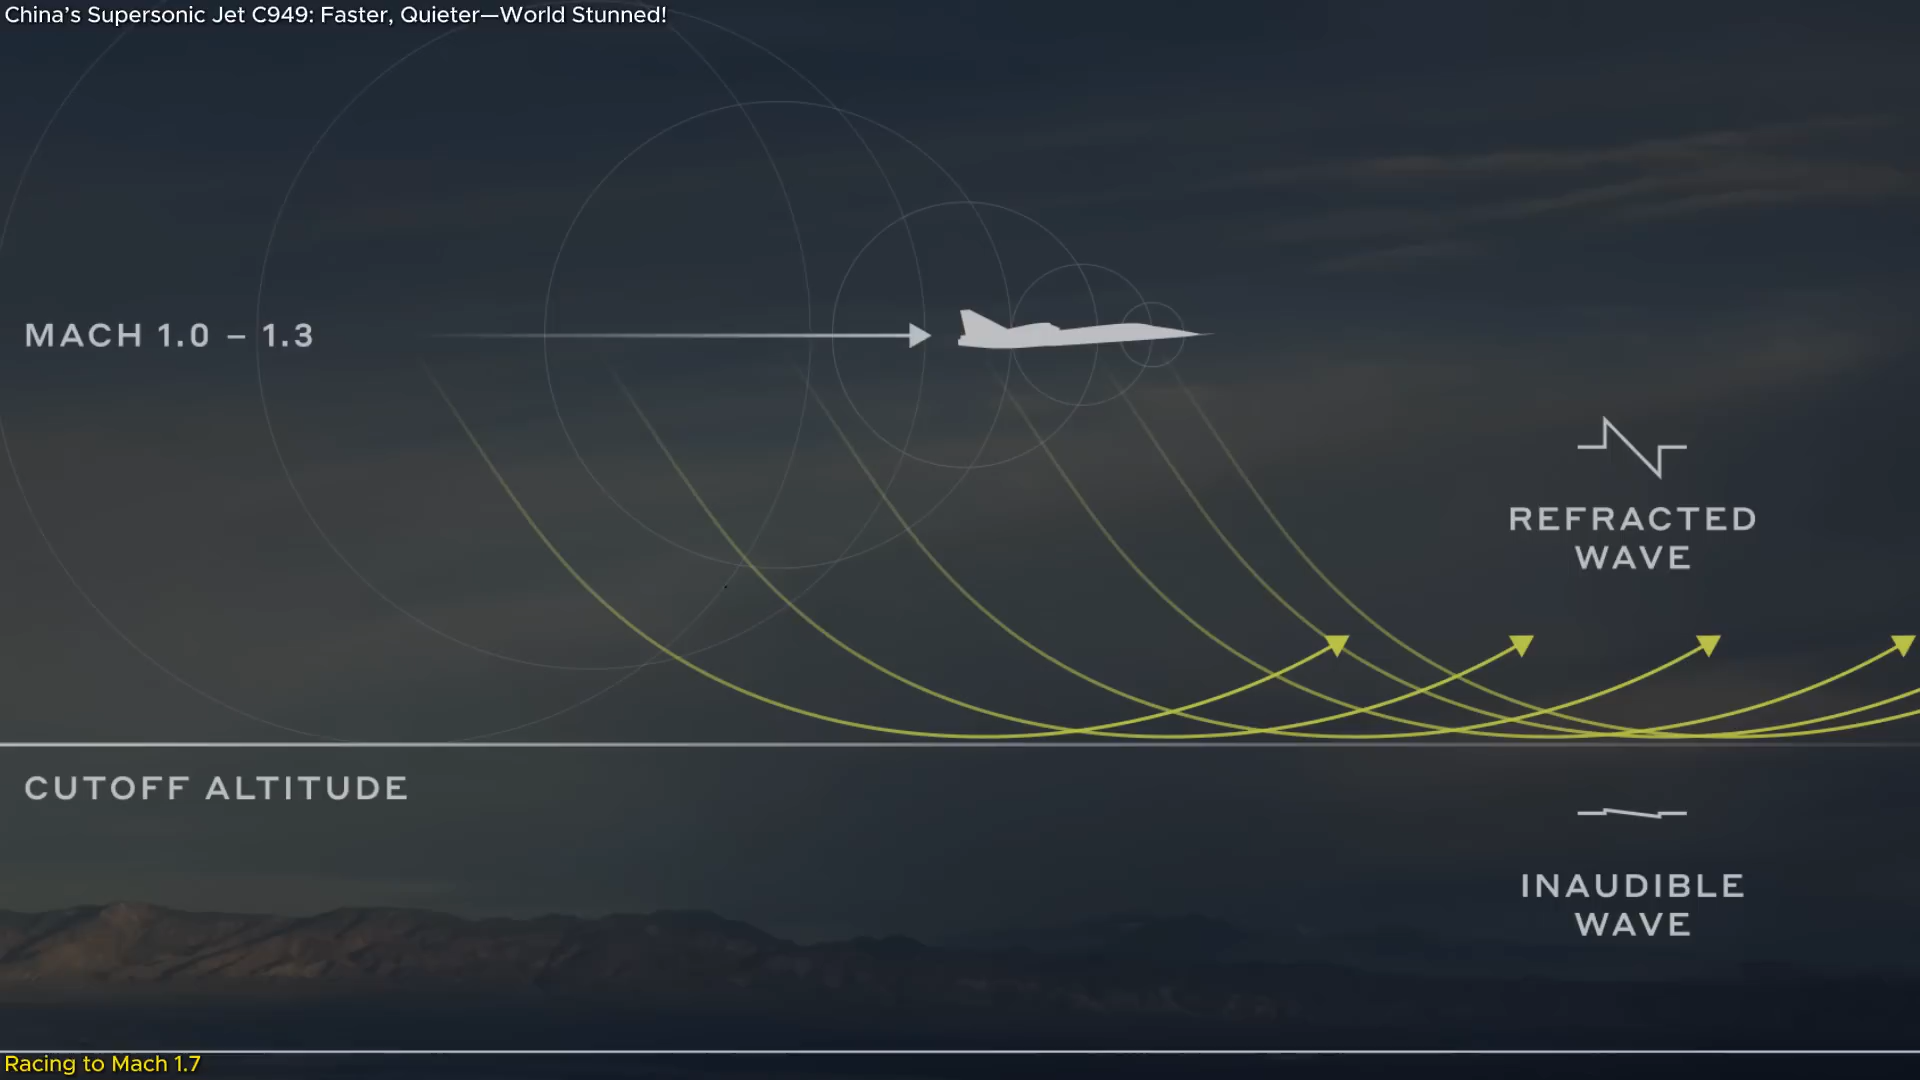 China’s Supersonic Jet C949: Faster, Quieter—World Stunned!
MACH 1.0 – 1.3
REFRACTED
WAVE
CUTOFF ALTITUDE
INAUDIBLE
WAVE
Racing to Mach 1.7